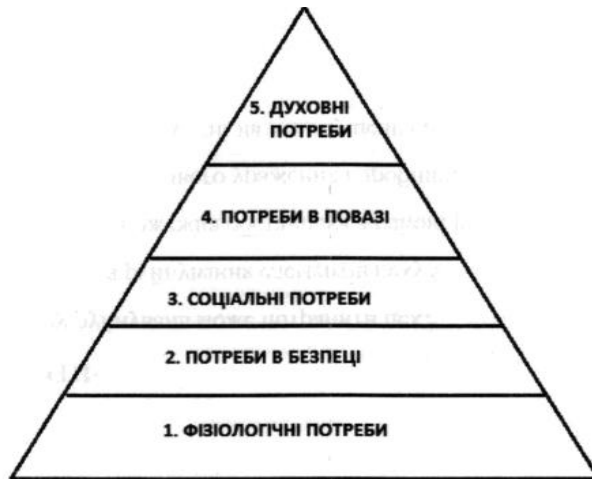 5. ДУХОВНІ
ПОТРЕБИ
4. ПОТРЕБИ В ПОВАЗІ
3. СОЦІАЛЬНІ ПОТРЕБИ
2. ПОТРЕБИ В БЕЗПЕЦІ
1. ФІЗІОЛОГІЧНІ ПОТРЕБИ